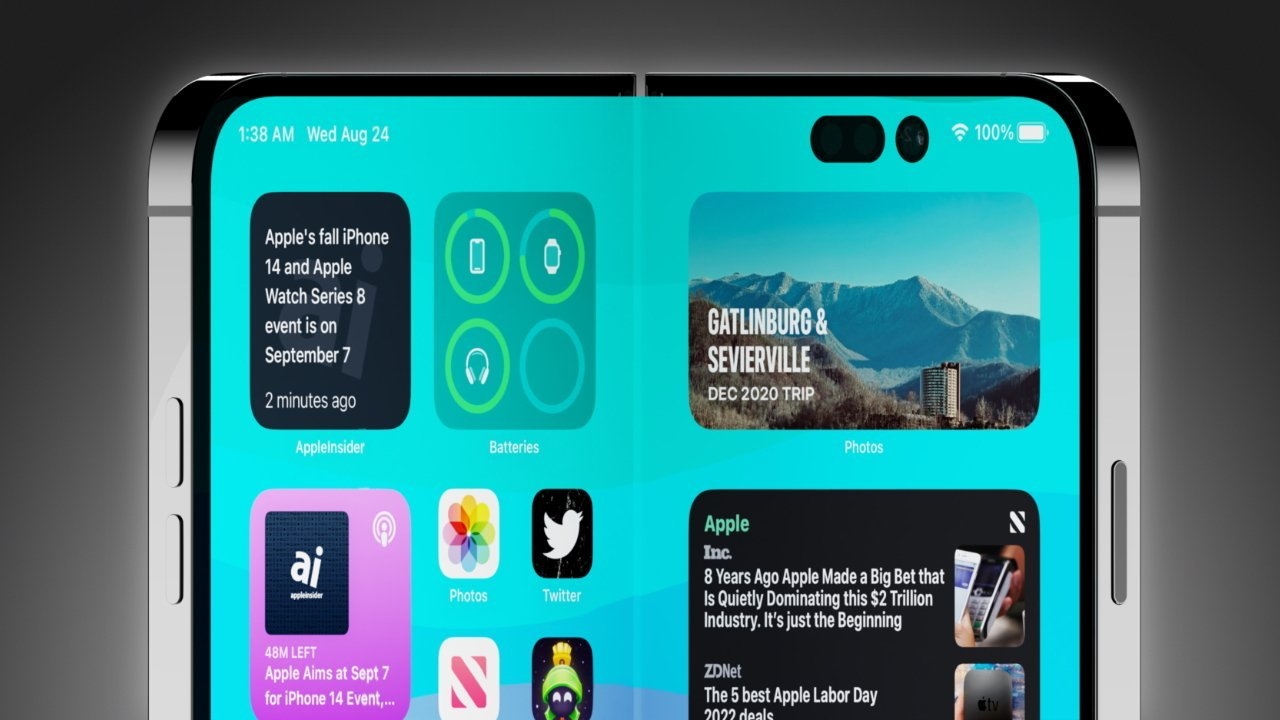 1:38 AM Wed Aug 24
100%
Apple's fall iPhone
14 and Apple
Watch Series 8
event is on
September 7
2 minutes ago
AppleInsider
Batteries
GATLINBURG &
SEVIERVILLE
DEC 2020 TRIP
Photos
ai
appleinsider
48M LEFT
Apple Aims at Sept 7
for iPhone 14 Event,...
Photos
Twitter
Apple
Inc.
8 Years Ago Apple Made a Big Bet that
Is Quietly Dominating this $2 Trillion
Industry. It's just the Beginning
ZDNet
The 5 best Apple Labor Day
2022 deals
tv